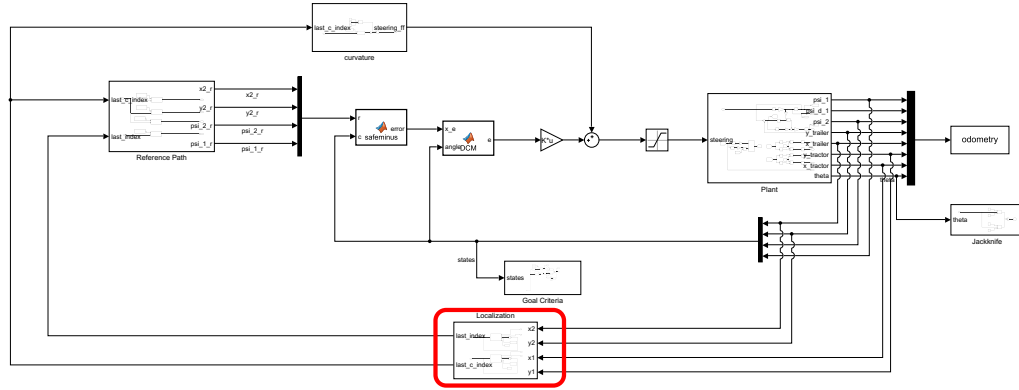 last_c_index
steering_ff
curvature
last_c_index
last_index
x2_r
y2_r
psi_2_r
psi_1_r
Reference Path
x2_r
y2_r
psi_2_r
psi_1_r
r
c
error
safeminus
x_e
angle
e
DCM
K*u
steering
psi_1
psi_d_1
psi_2
y_trailer
x_trailer
y_tractor
x_tractor
theta
Plant
theta
odometry
theta
Jackknife
states
states
Goal Criteria
Localization
last_index
last_c_index
x2
y2
x1
y1